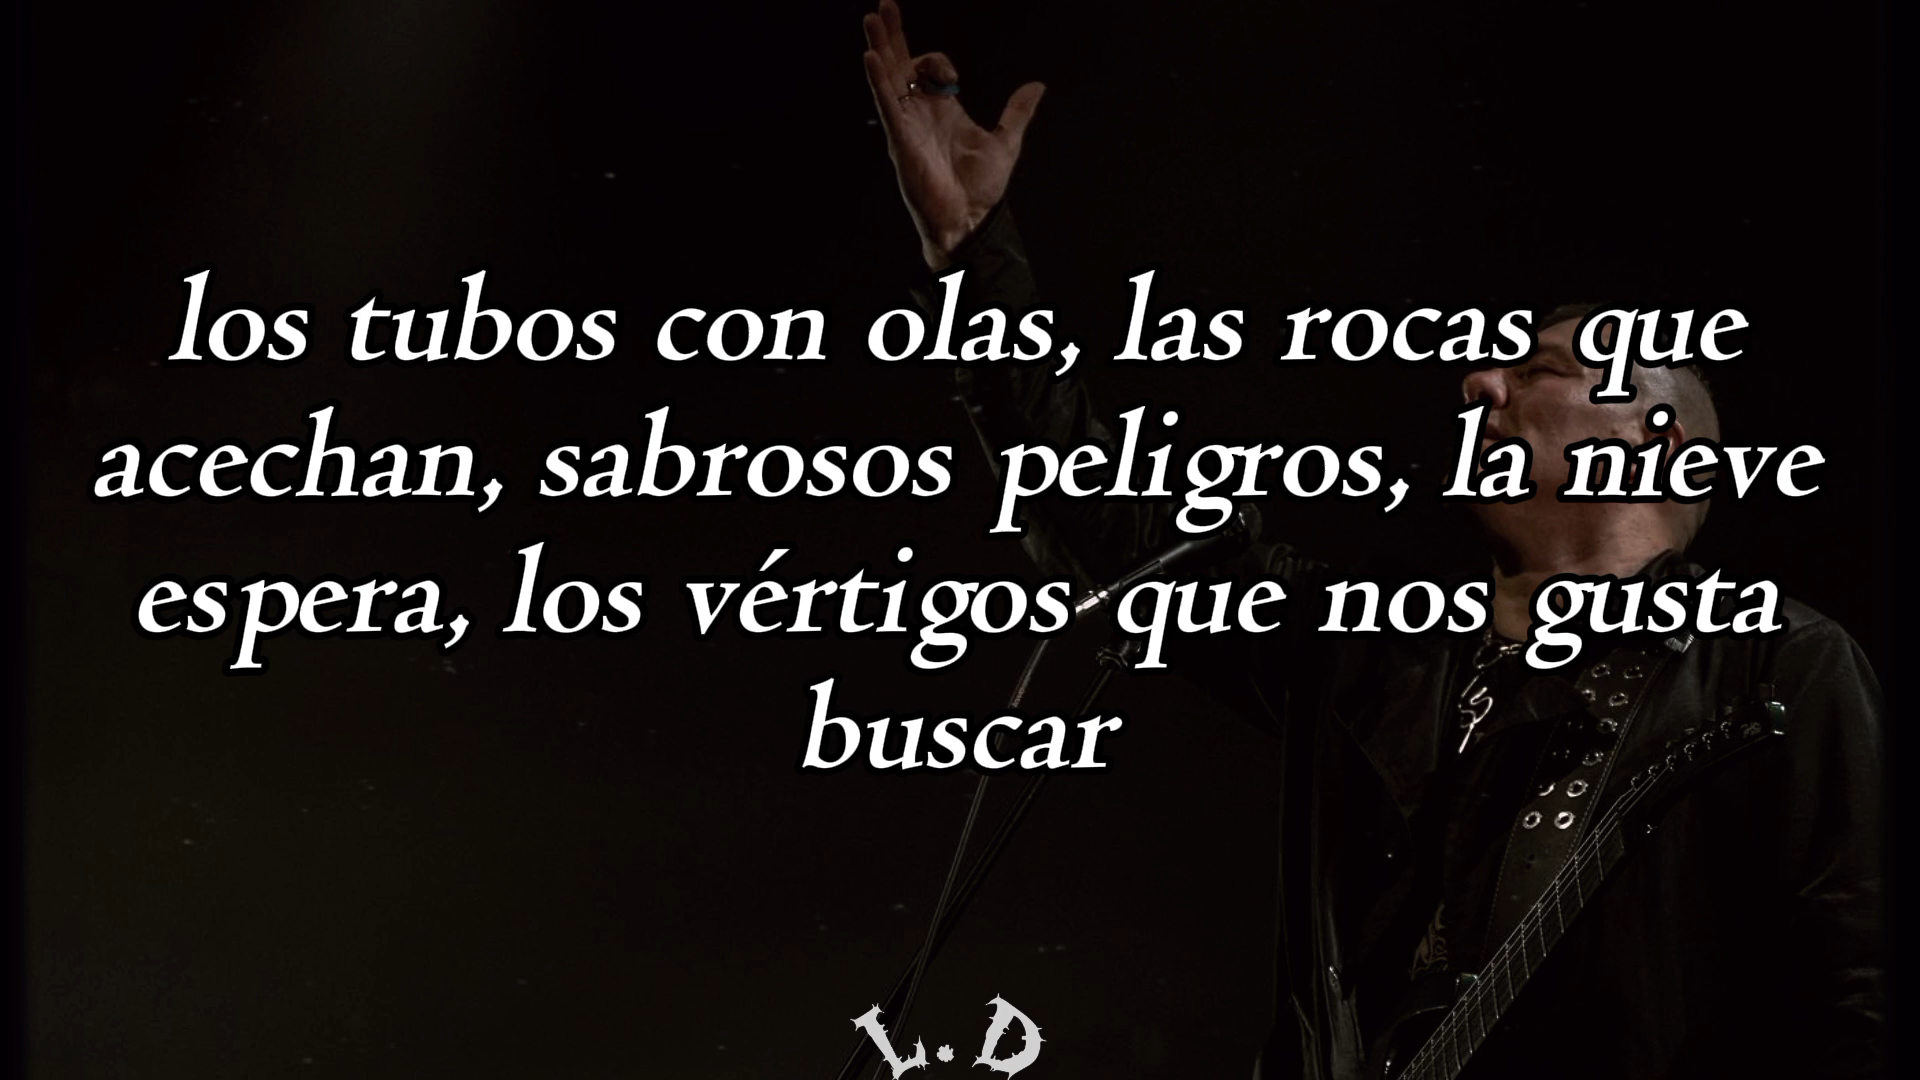 los tubos con olas, las rocas que
acechan, sabrosos peligros, la nieve
espera, los vértigos que nos gusta
buscar
L.D